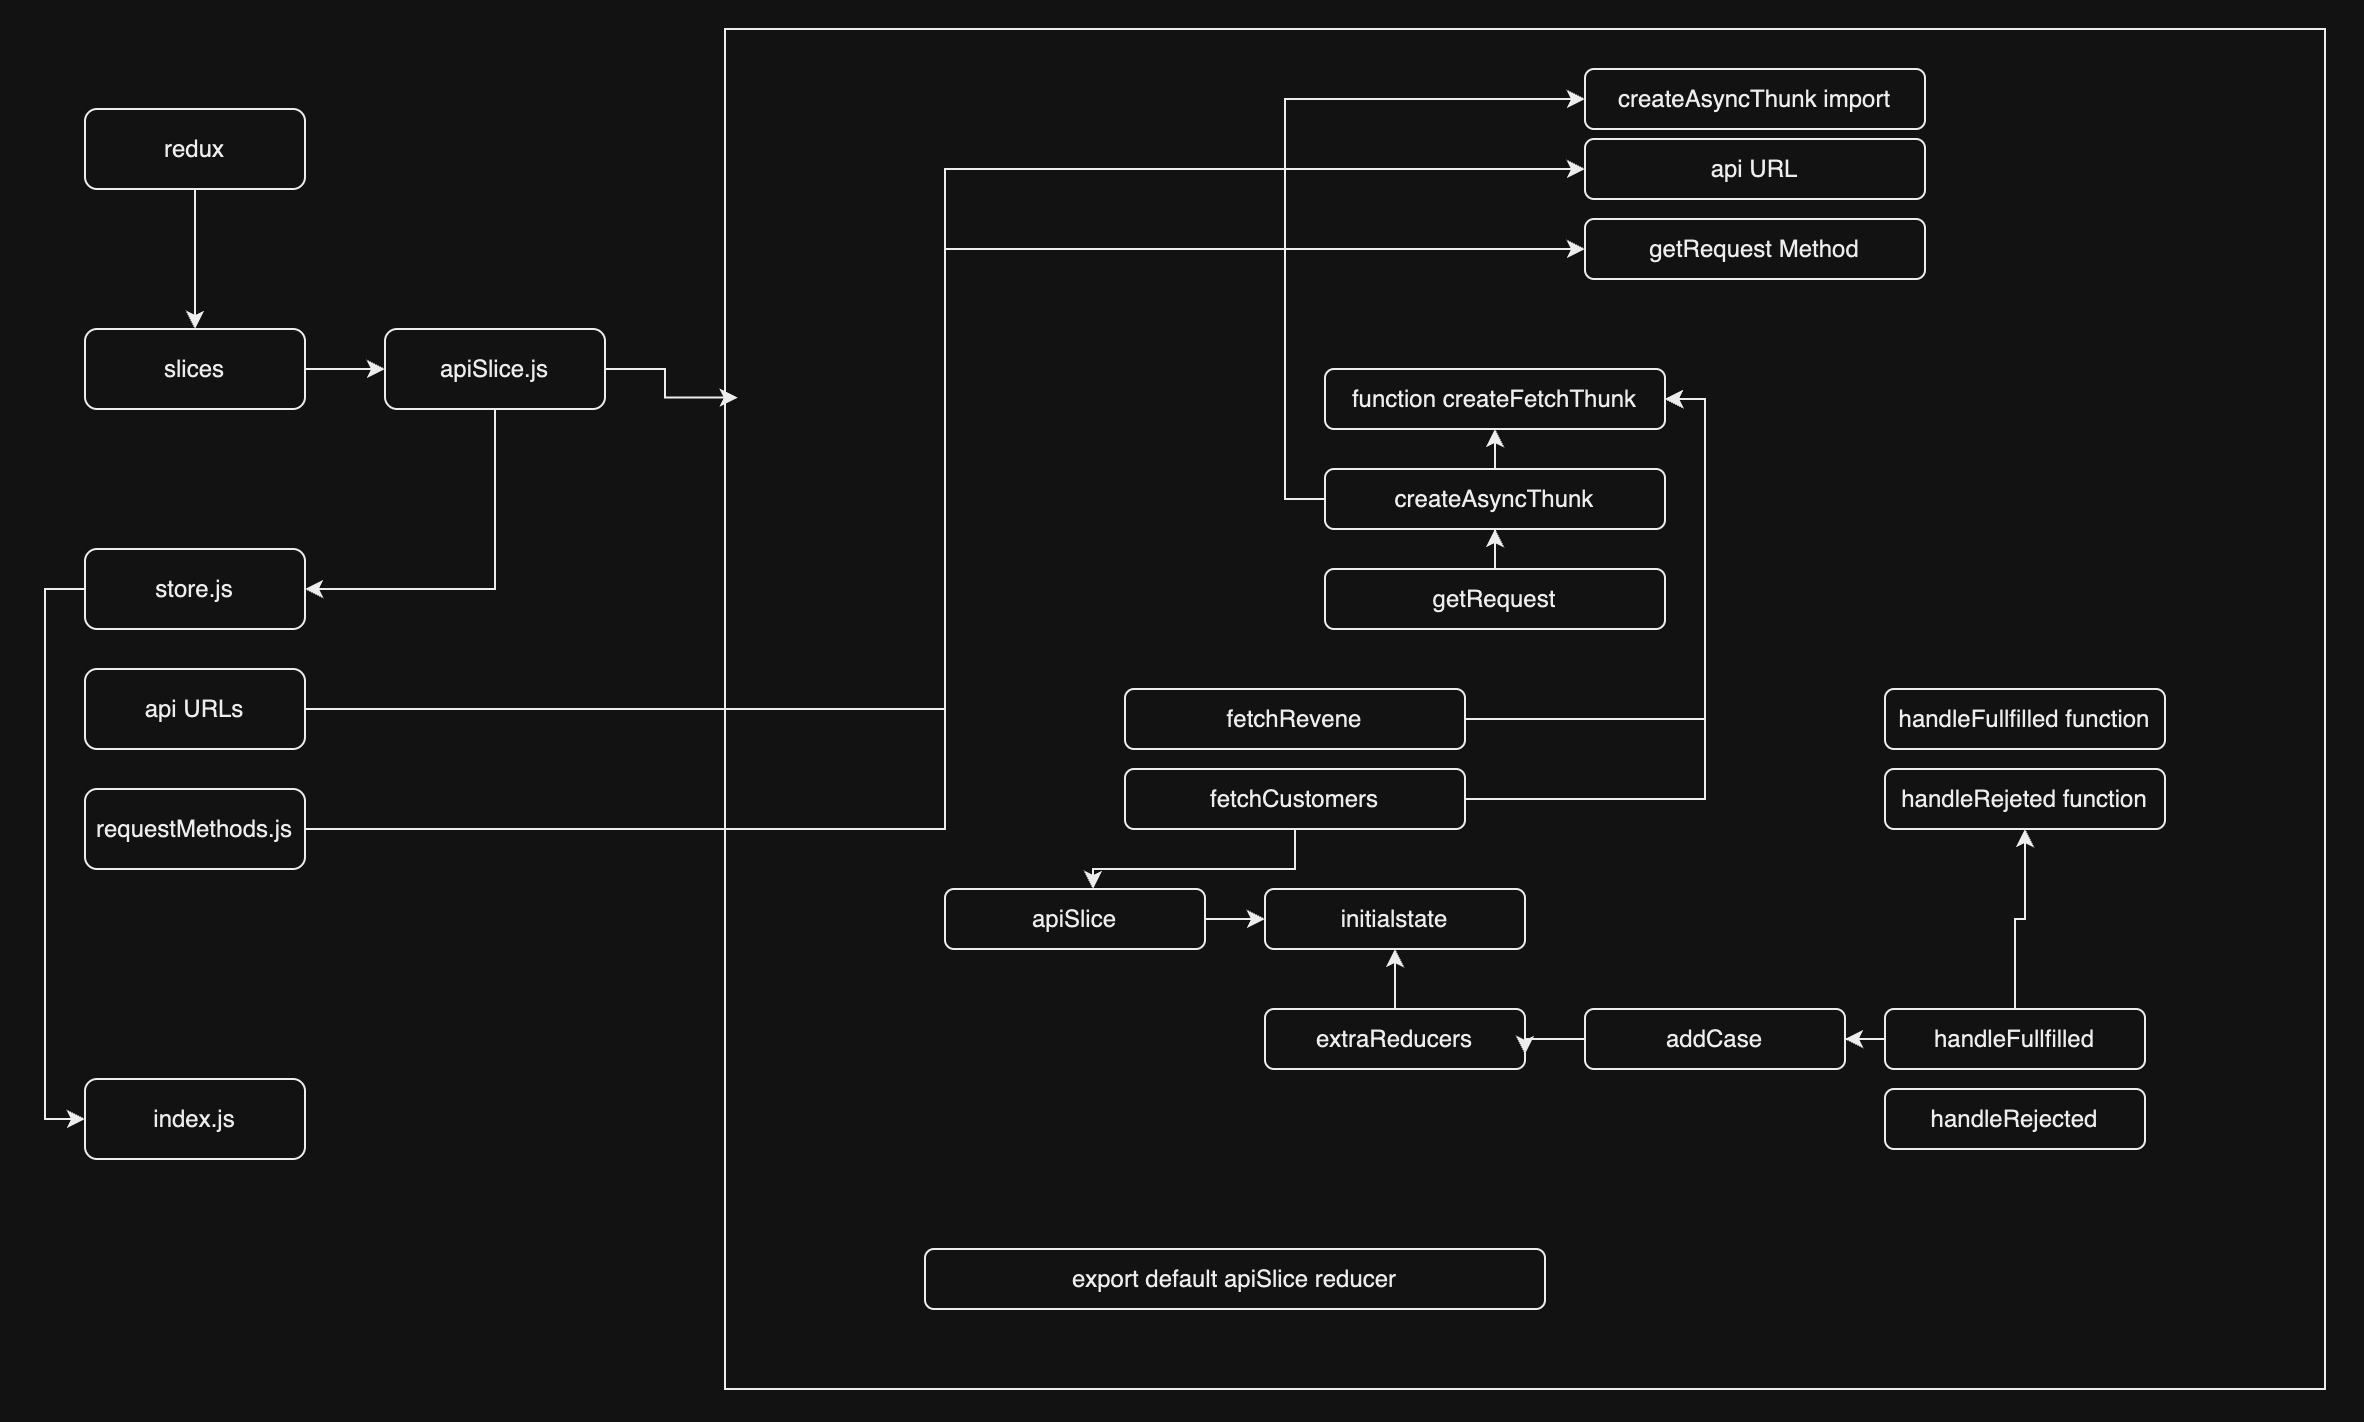 redux
slices
apiSlice.js
store.js
api URLs
requestMethods.js
index.js
createAsyncThunk import
api URL
getRequest Method
function createFetchThunk
createAsyncThunk
getRequest
fetchRevene
fetchCustomers
handleFullfilled function
handleRejeted function
apiSlice
initialstate
extraReducers
addCase
handleFullfilled
handleRejected
export default apiSlice reducer